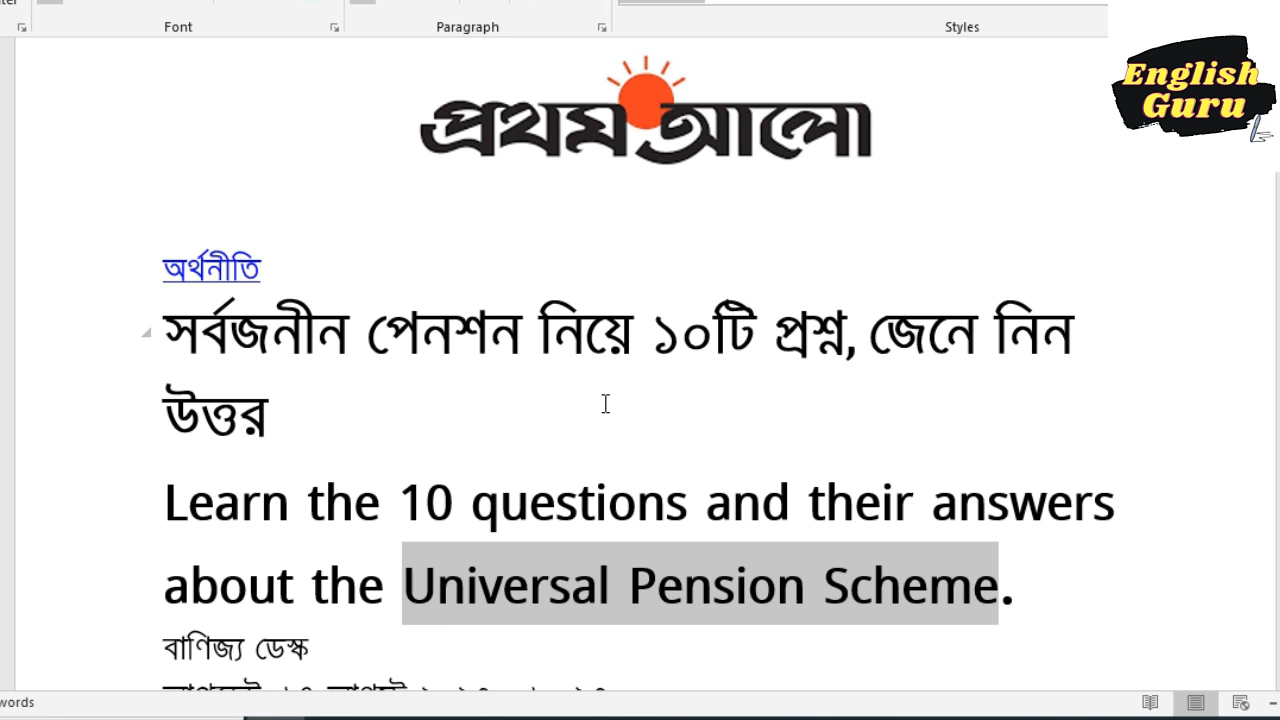 Font Paragraph Styles
English
Guru
প্রথম আলো
অর্থনীতি
সর্বজনীন পেনশন নিয়ে ১০টি প্রশ্ন, জেনে নিন
উত্তর
Learn the 10 questions and their answers
about the Universal Pension Scheme.
বাণিজ্য ডেস্ক
words